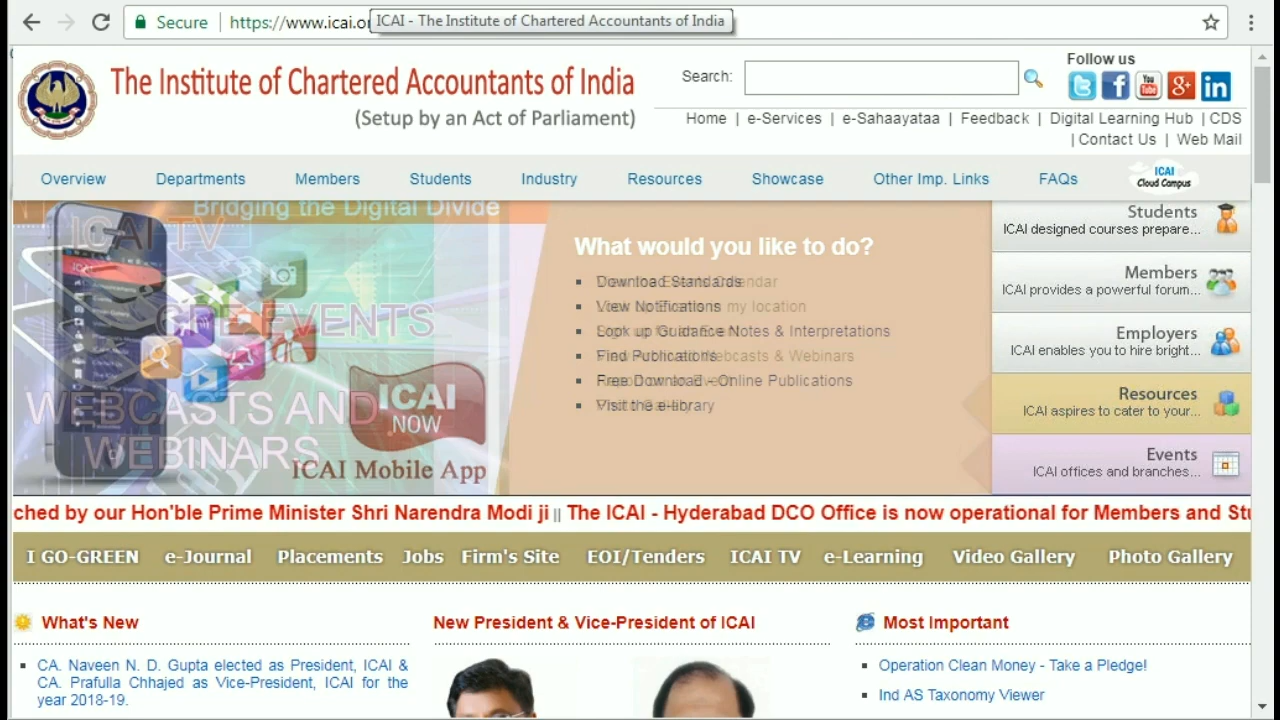 Secure https://www.icai.or
ICAI - The Institute of Chartered Accountants of India
The Institute of Chartered Accountants of India
(Setup by an Act of Parliament)
Search:
Follow us
You
Tube
Home | e-Services | e-Sahaayataa | Feedback | Digital Learning Hub | CDS
| Contact Us | Web Mail
Overview Departments Members Students Industry Resources Showcase Other Imp. Links FAQs
ICAI
Cloud Campus
Bridging the Digital Divide
ICAI TV
CPE EVENTS
WEBCASTS AND
WEBINARS
ICAI
NOW
ICAI Mobile App
What would you like to do?
Download Standards
View Notifications
Look up Guidance Notes & Interpretations
Find Publications
Free Download - Online Publications
Visit the e-library
Students
ICAI designed courses prepare...
Members
ICAI provides a powerful forum...
Employers
ICAI enables you to hire bright...
Resources
ICAI aspires to cater to your...
Events
ICAI offices and branches...
ched by our Hon'ble Prime Minister Shri Narendra Modi ji || The ICAI - Hyderabad DCO Office is now operational for Members and Stu
I GO-GREEN e-Journal Placements Jobs Firm's Site EOI/Tenders ICAI TV e-Learning Video Gallery Photo Gallery
What's New
CA. Naveen N. D. Gupta elected as President, ICAI &
CA. Prafulla Chhajed as Vice-President, ICAI for the
year 2018-19.
New President & Vice-President of ICAI
Most Important
Operation Clean Money - Take a Pledge!
Ind AS Taxonomy Viewer